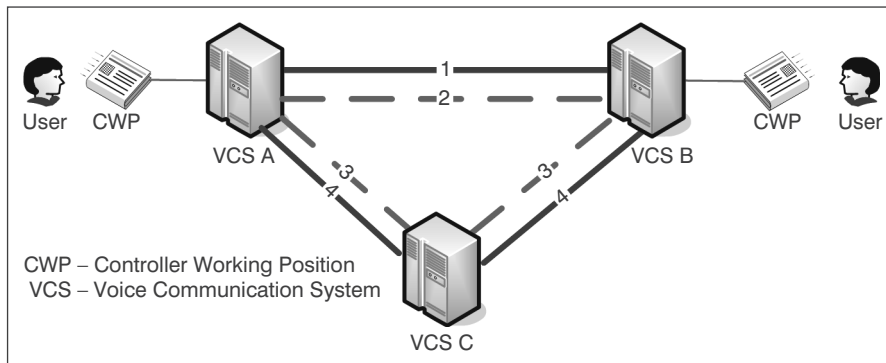 1
2
User CWP
CWP User
VCS A
VCS B
3
3
4
4
CWP – Controller Working Position
VCS – Voice Communication System
VCS C